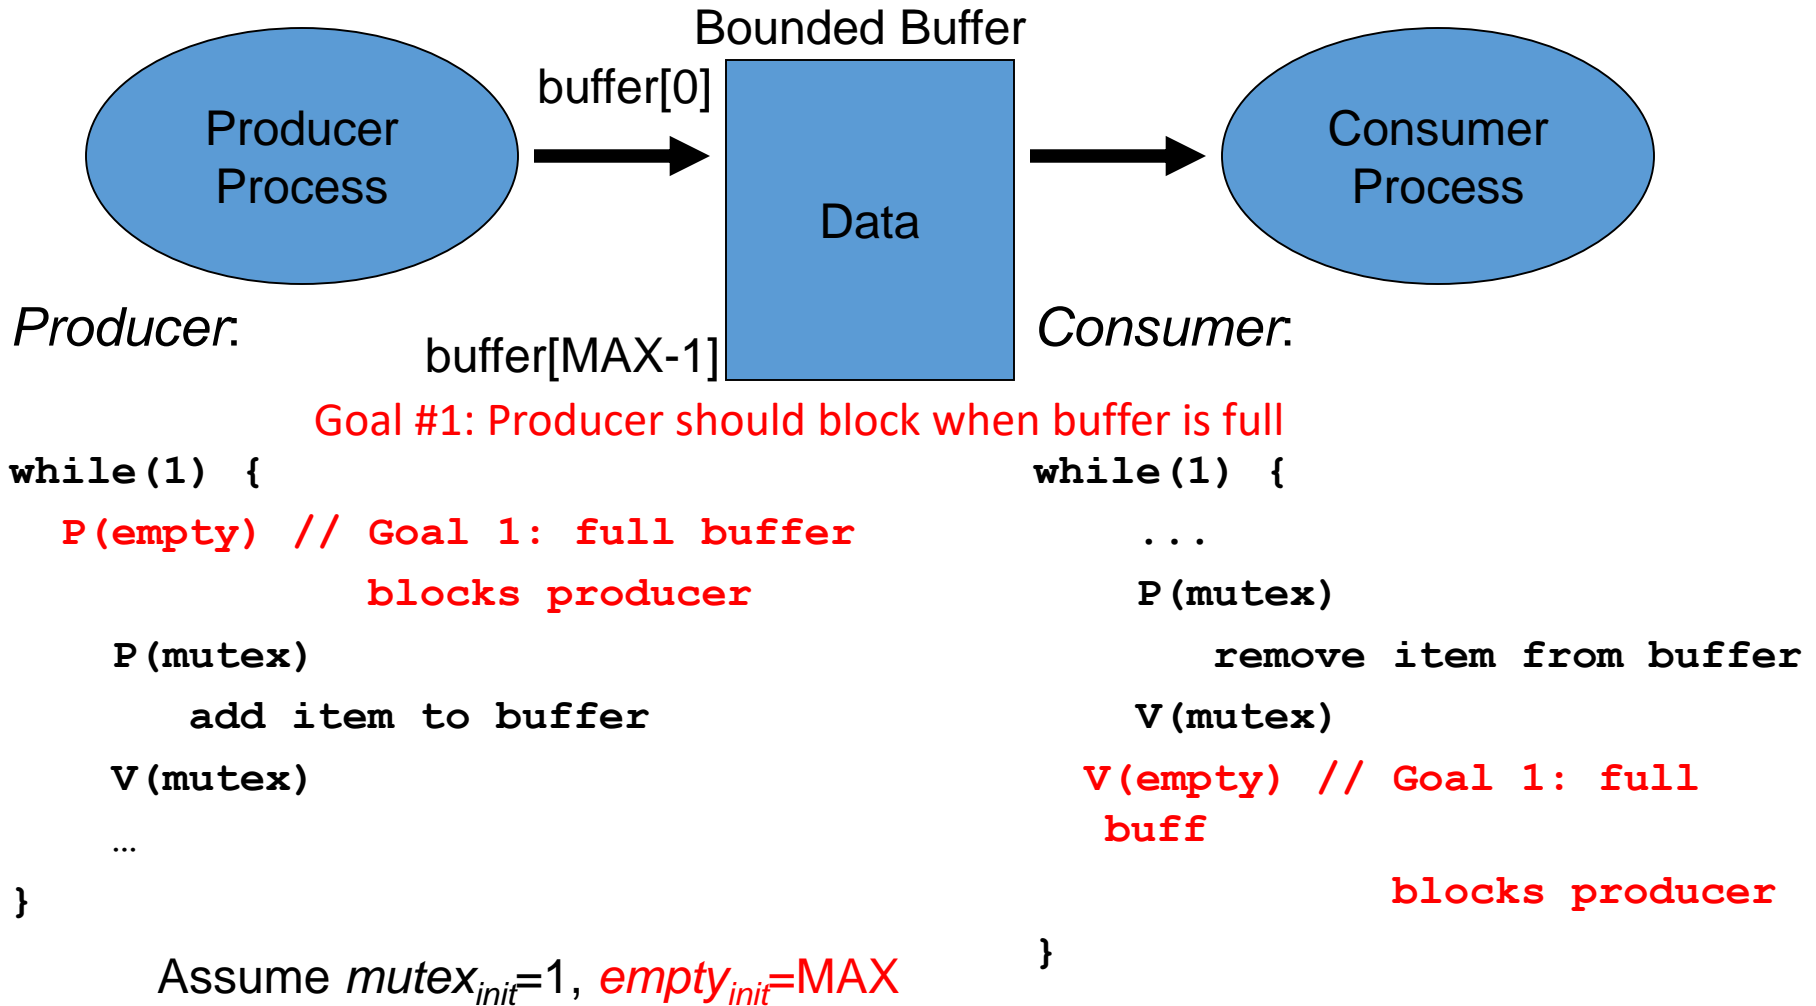 Bounded Buffer
buffer[0]
Producer
Process
Data
Consumer
Process
buffer[MAX-1]
Producer:
Consumer:
Goal #1: Producer should block when buffer is full
while(1) {
P(empty) // Goal 1: full buffer
blocks producer
P(mutex)
add item to buffer
V(mutex)
…
}
while(1) {
...
P(mutex)
remove item from buffer
V(mutex)
V(empty) // Goal 1: full
buff
blocks producer
}
Assume mutexinit=1, emptyinit=MAX